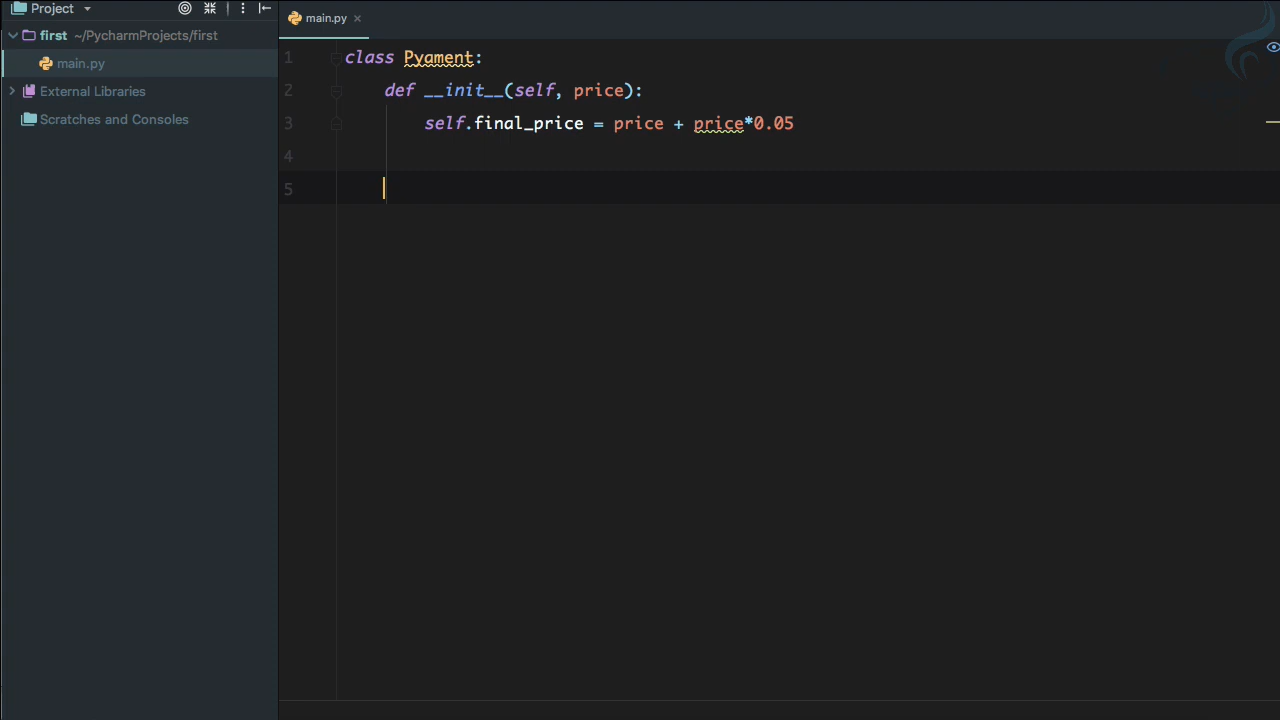 Project
main.py
first ~/PycharmProjects/first
main.py
External Libraries
Scratches and Consoles
1 class Pyament:
2 def __init__(self, price):
3 self.final_price = price + price*0.05
4
5